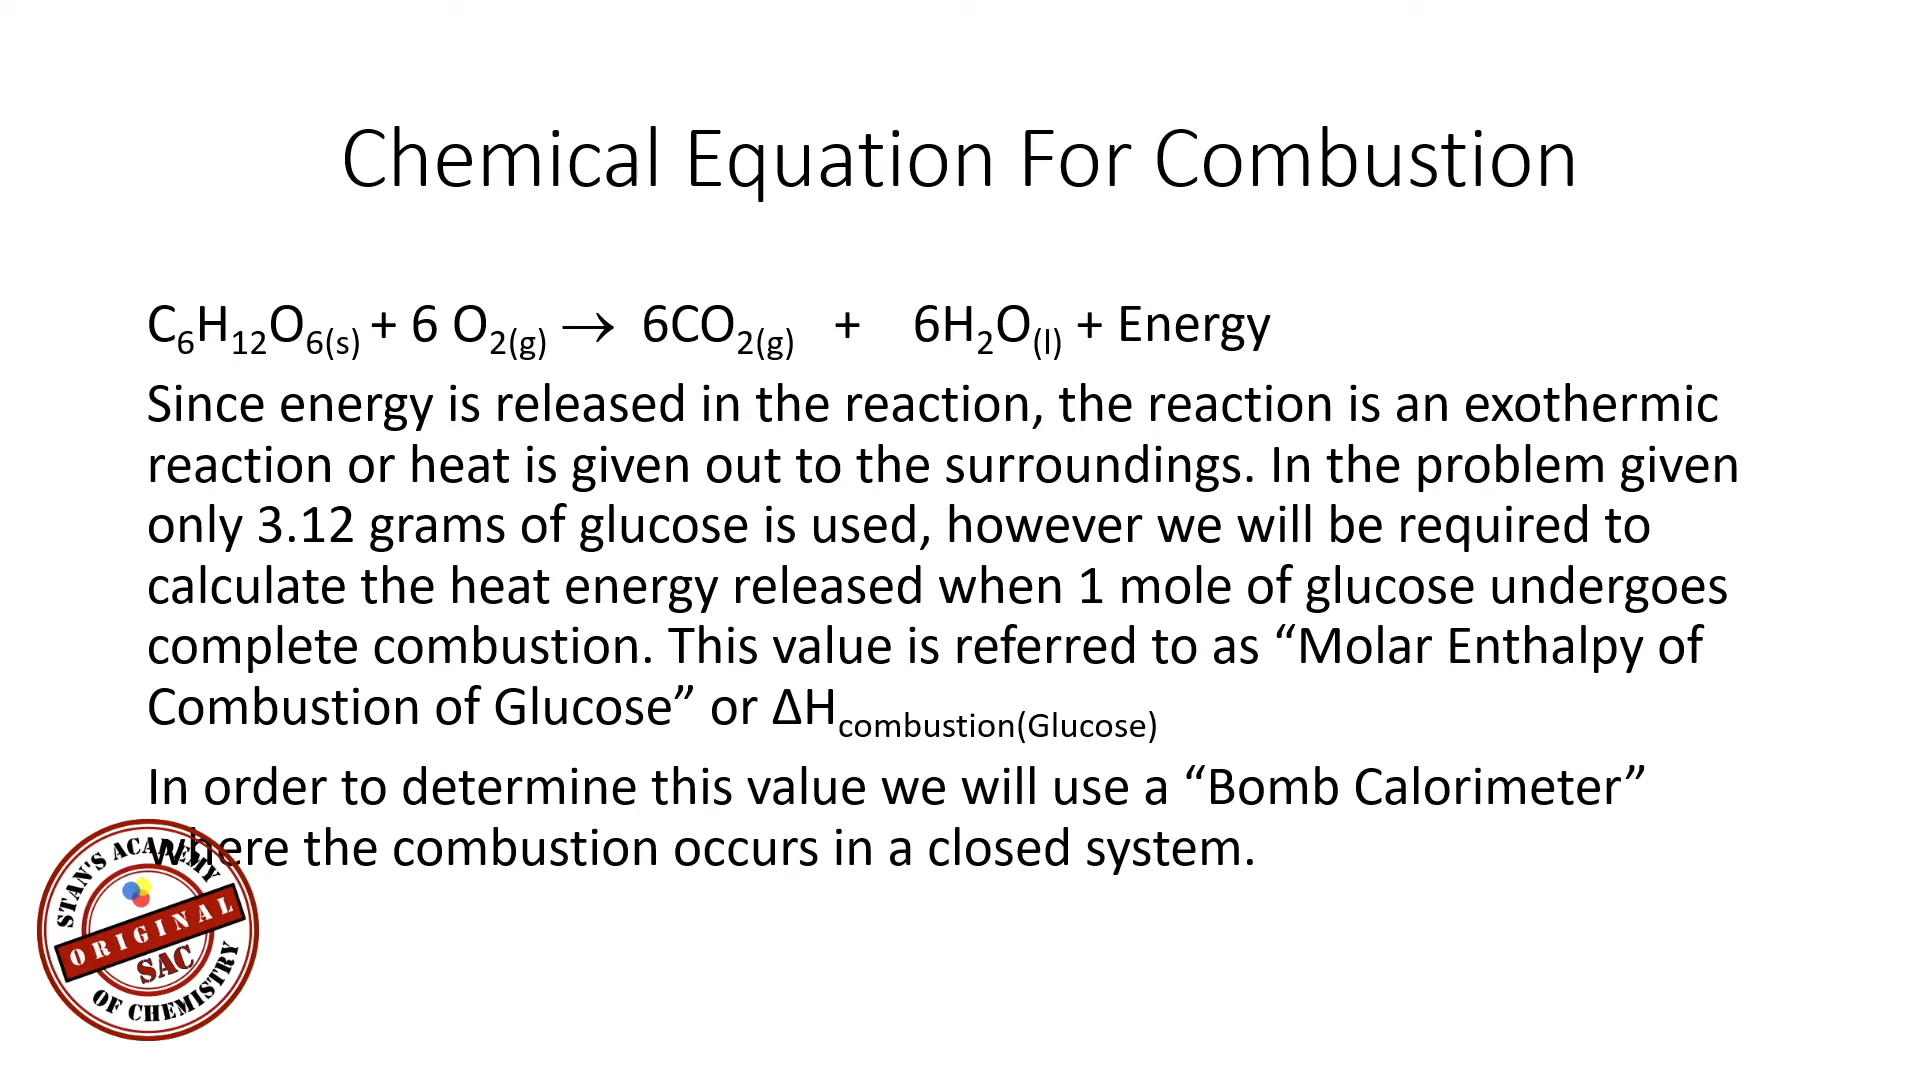 Chemical Equation For Combustion
C₆H₁₂O₆₍ₛ₎ + 6 O₂(g) → 6CO₂(g) + 6H₂O(l) + Energy
Since energy is released in the reaction, the reaction is an exothermic
reaction or heat is given out to the surroundings. In the problem given
only 3.12 grams of glucose is used, however we will be required to
calculate the heat energy released when 1 mole of glucose undergoes
complete combustion. This value is referred to as “Molar Enthalpy of
Combustion of Glucose” or ΔHcombustion(Glucose)
In order to determine this value we will use a “Bomb Calorimeter”
where the combustion occurs in a closed system.
STAN'S ACADEMY
ORIGINAL
SAC
OF CHEMISTRY